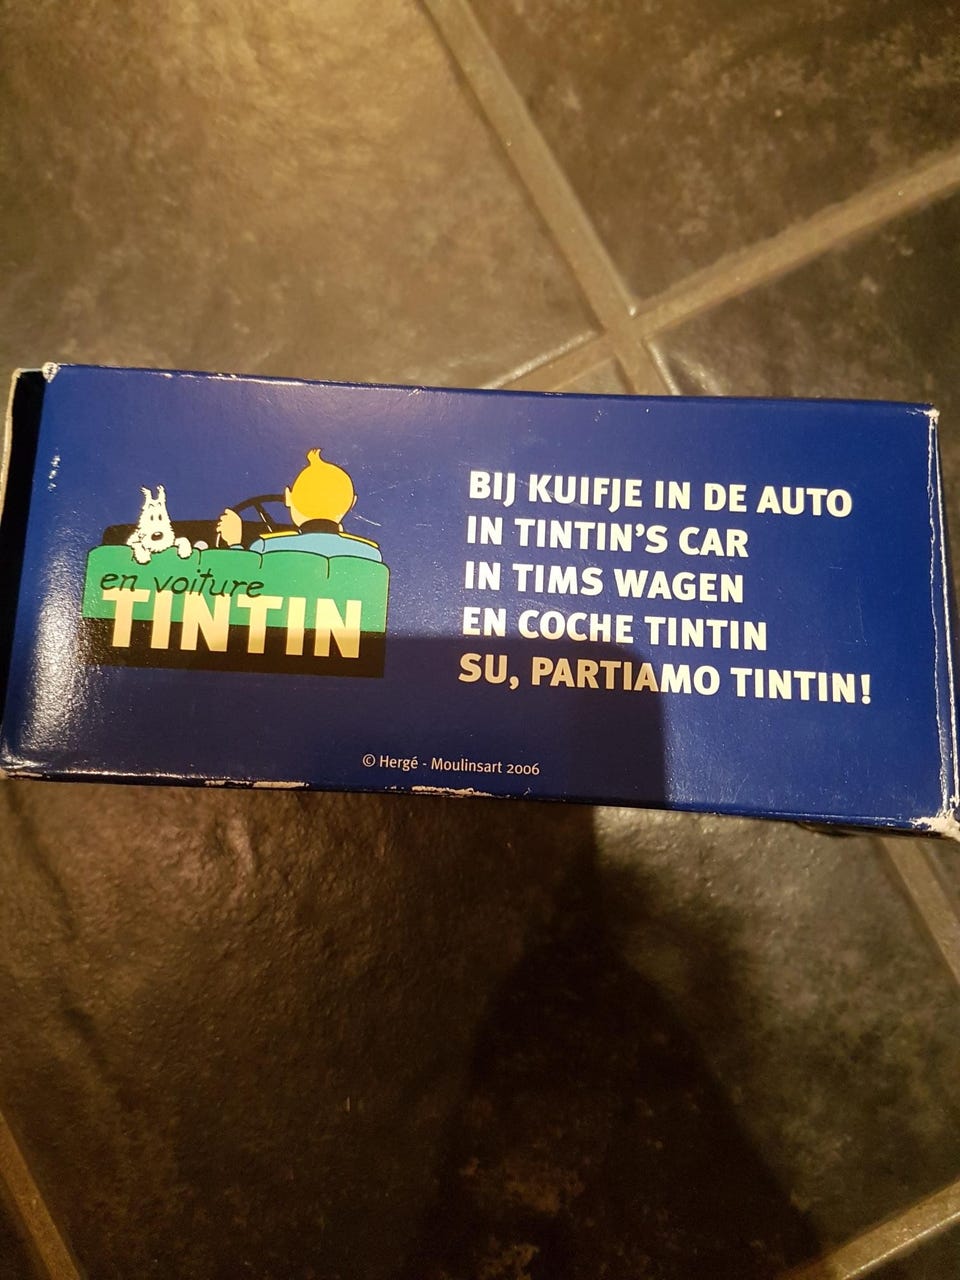 en voiture
TINTIN
BIJ KUIFJE IN DE AUTO
IN TINTIN'S CAR
IN TIMS WAGEN
EN COCHE TINTIN
SU, PARTIAMO TINTIN!
© Hergé - Moulinsart 2006